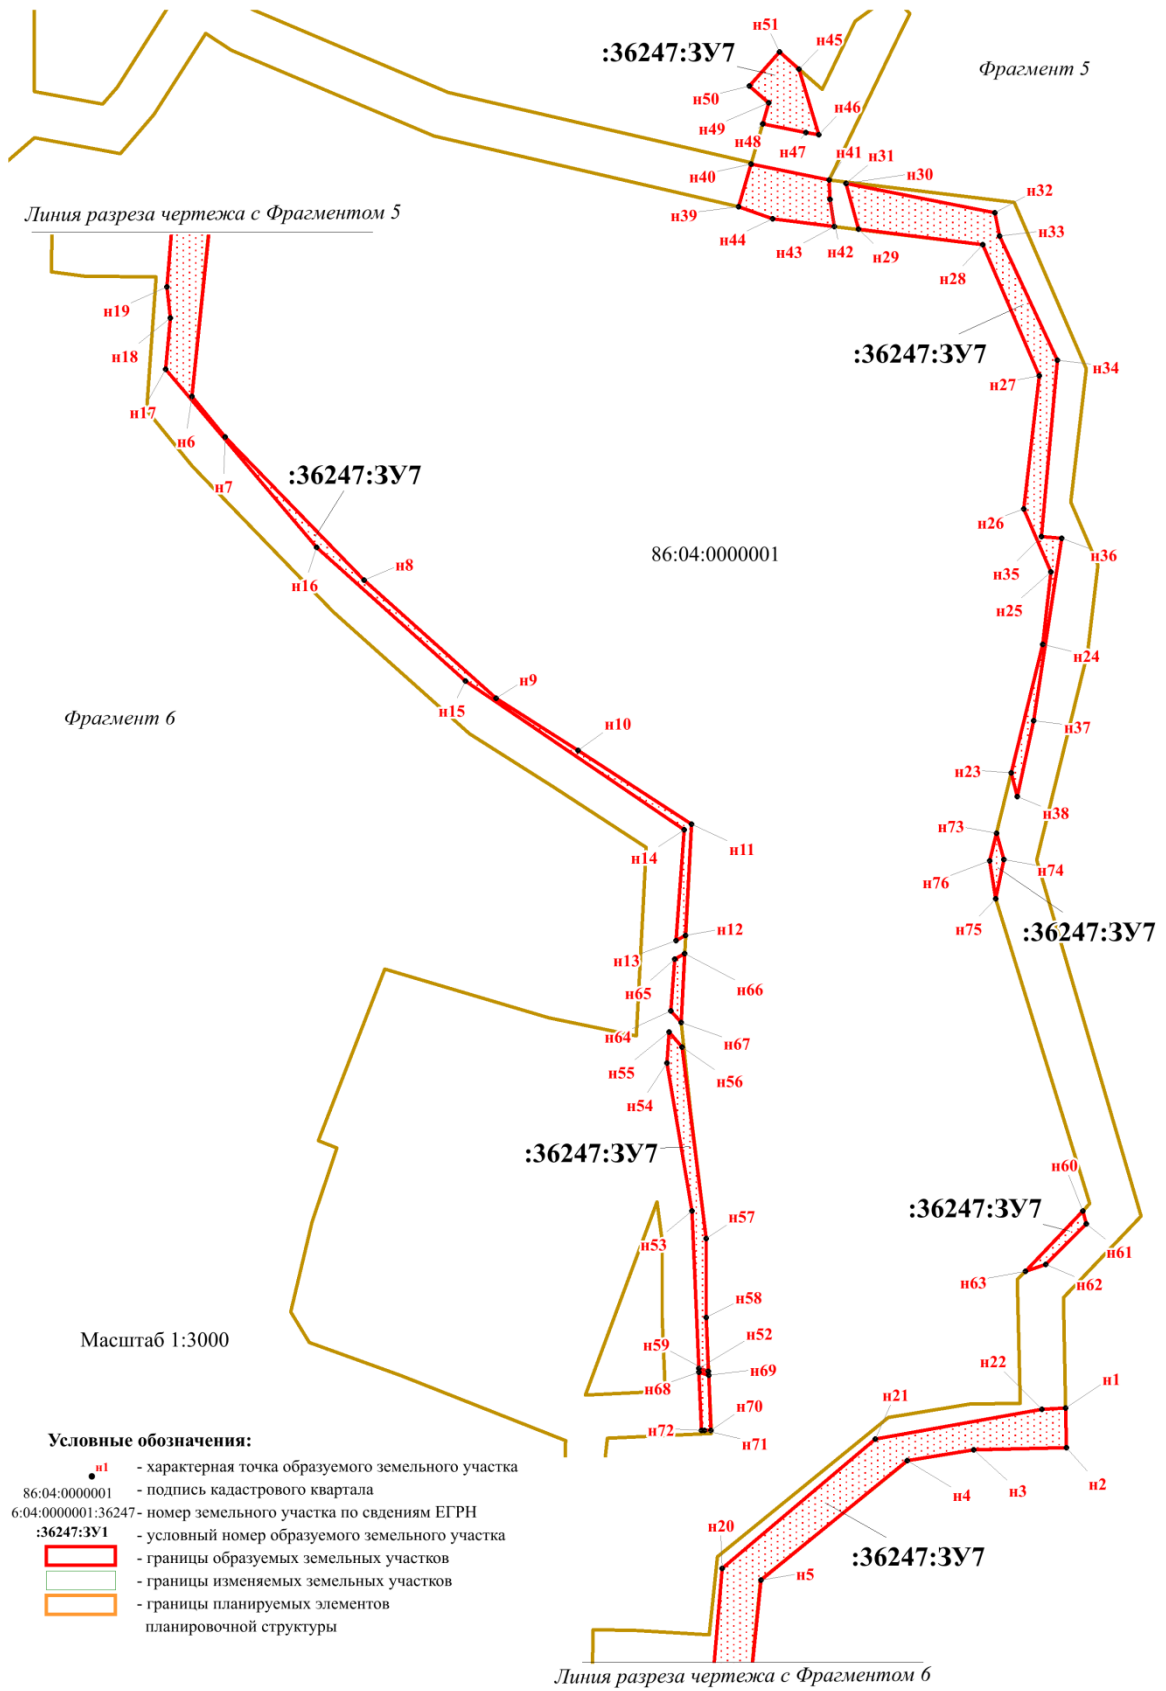 н51
:36247:ЗУ7
н45
Фрагмент 5
н50
н49
н46
н48
н47
н41
н31
н40
н30
н32
Линия разреза чертежа с Фрагментом 5
н39
н44
н43
н42
н29
н33
н28
н19
:36247:ЗУ7
н18
н34
н27
н17
н6
н7
:36247:ЗУ7
н26
86:04:0000001
н36
н8
н16
н35
н25
н24
н9
н15
Фрагмент 6
н10
н37
н23
н38
н73
н14
н11
н76
н74
н75
:36247:ЗУ7
н12
н13
н65
н66
н64
н67
н55
н56
н54
:36247:ЗУ7
н60
:36247:ЗУ7
н57
н53
н61
н63
н62
н58
Масштаб 1:3000
н59
н52
н22
н69
н68
н1
н70
н21
н72
н71
Условные обозначения:
н1 - характерная точка образуемого земельного участка
86:04:0000001 - подпись кадастрового квартала
6:04:0000001:36247 - номер земельного участка по сведениям ЕГРН
:36247:ЗУ1 - условный номер образуемого земельного участка
- границы образуемых земельных участков
- границы изменяемых земельных участков
- границы планируемых элементов
планировочной структуры
н2
н3
н4
н20
:36247:ЗУ7
н5
Линия разреза чертежа с Фрагментом 6